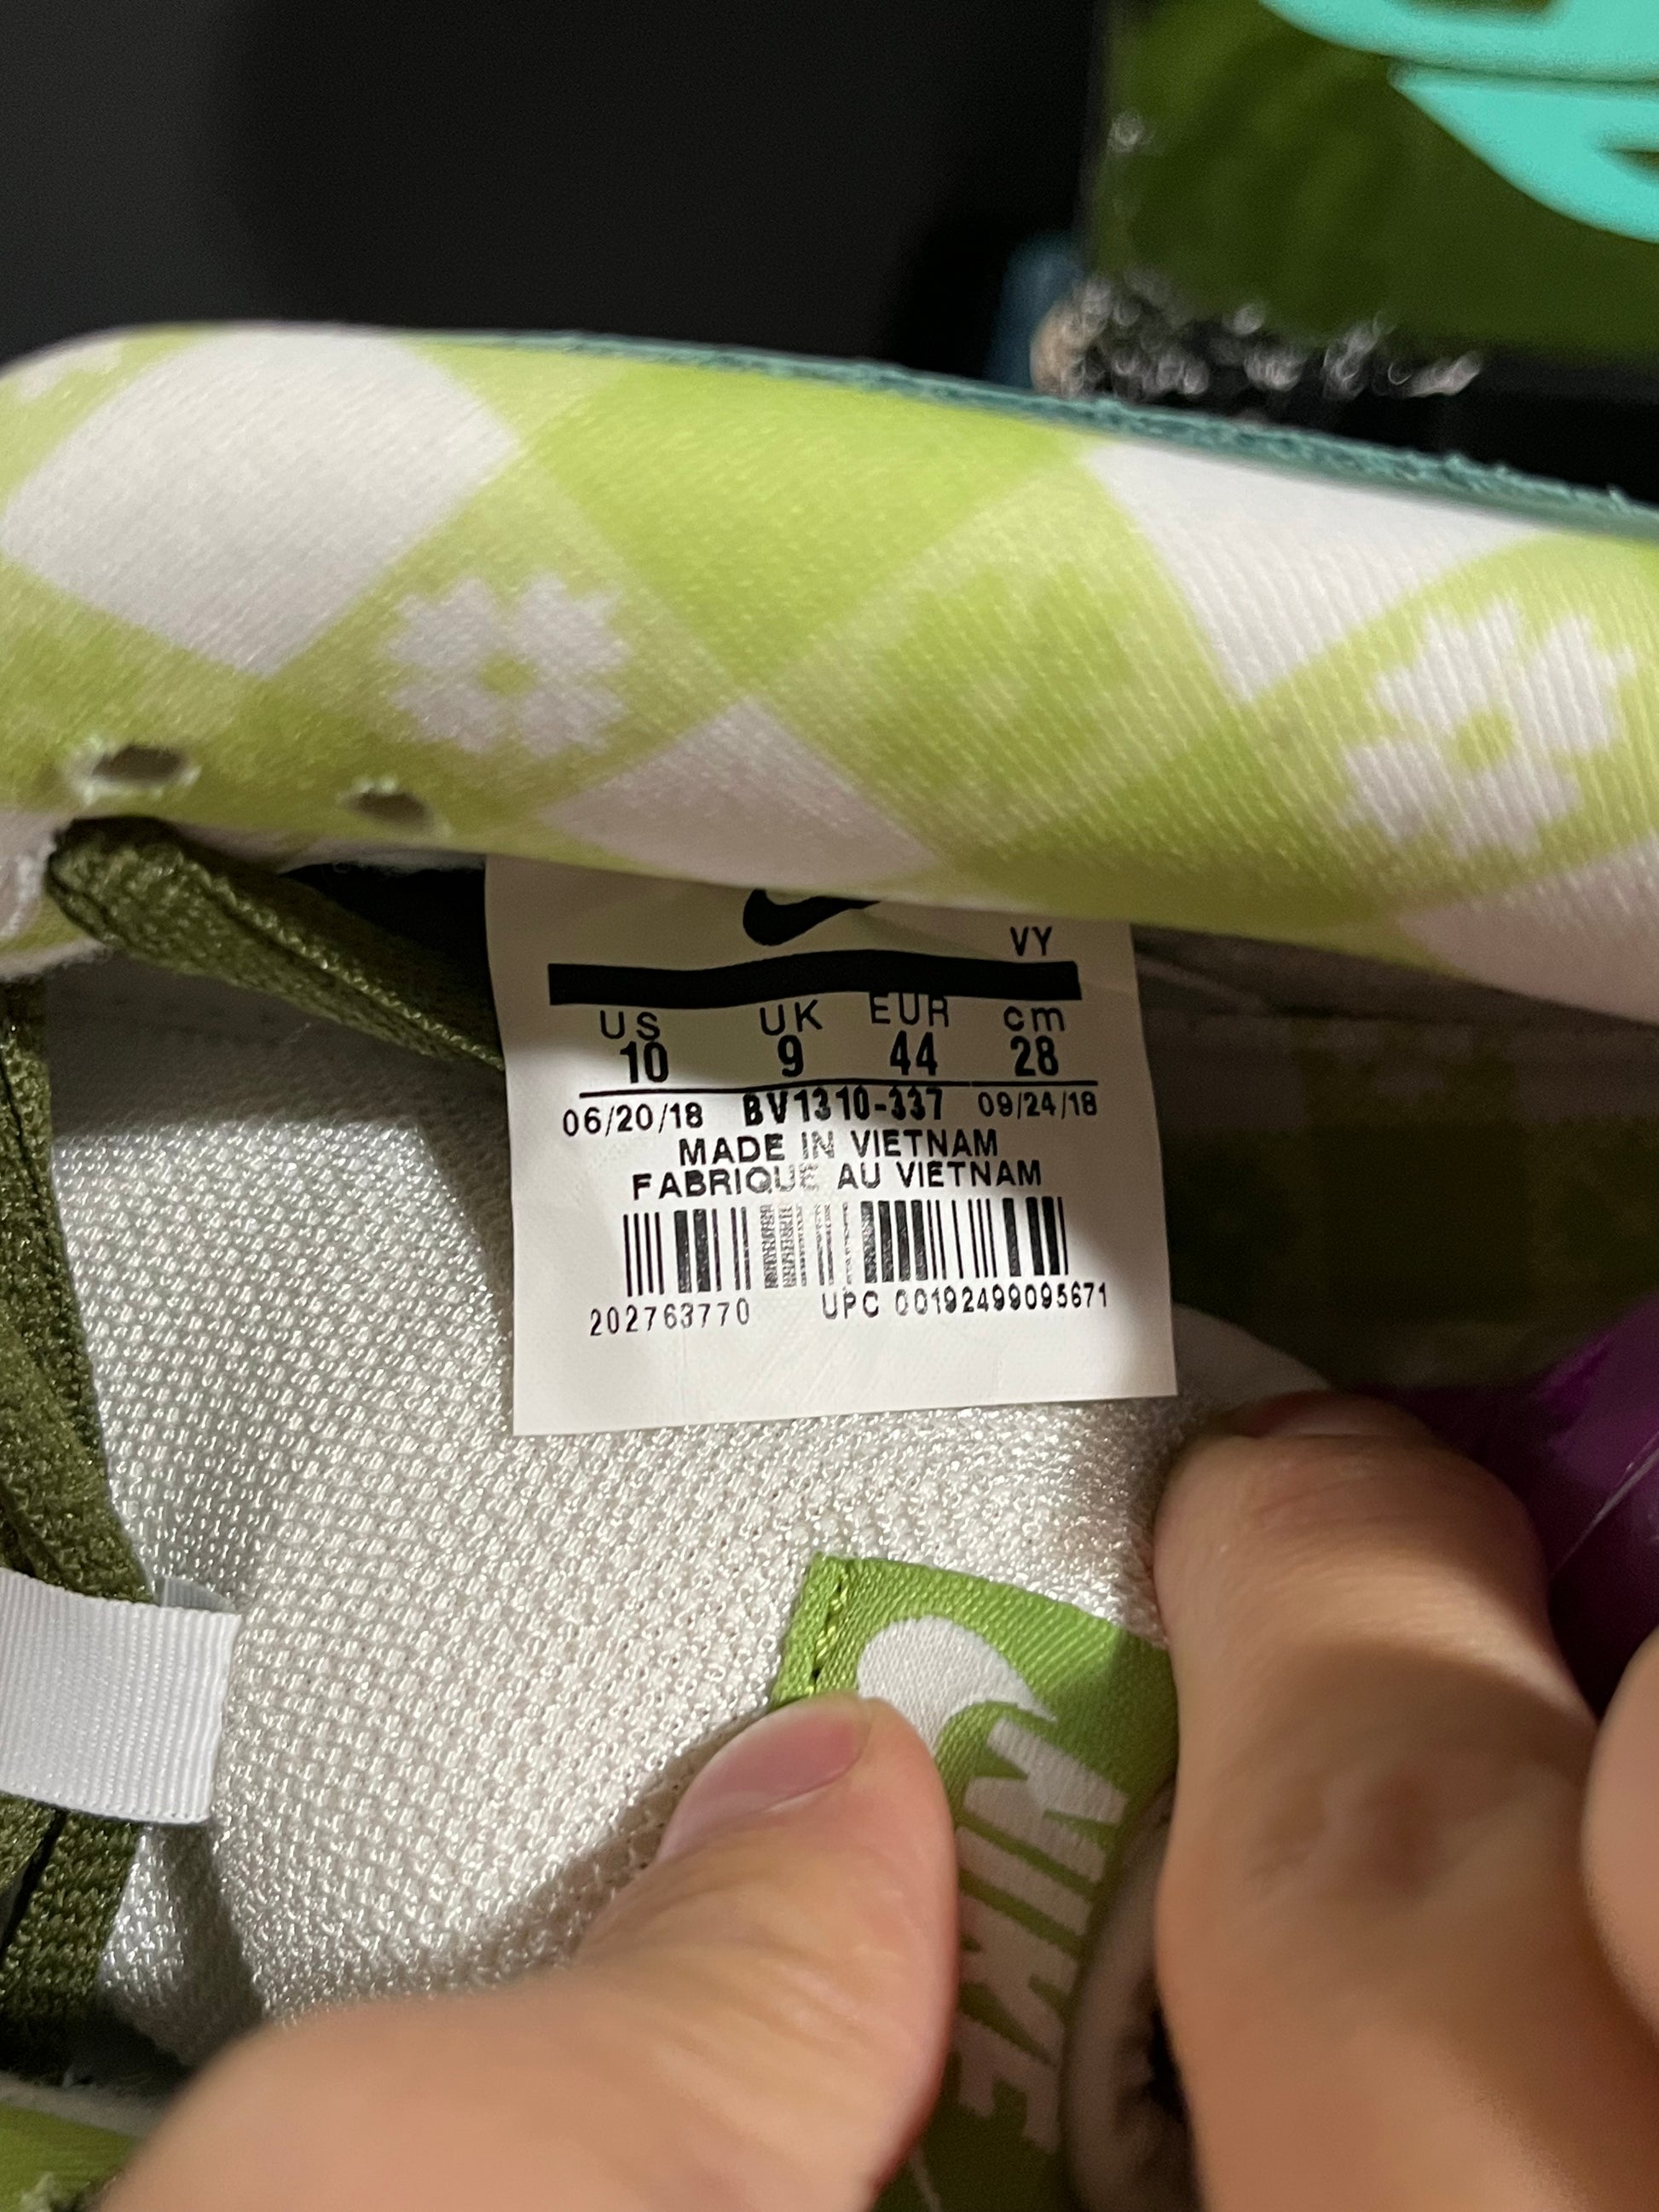 VY
US UK EUR cm
10 9 44 28
06/20/18 BV1310-337 09/24/18
MADE IN VIETNAM
FABRIQUE AU VIETNAM
202763770 UPC 00192499095671
NIKE